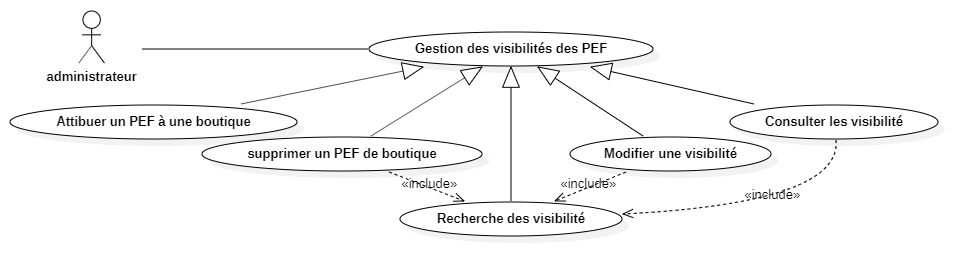 Gestion des visibilités des PEF
administrateur
Attibuer un PEF à une boutique
Consulter les visibilité
supprimer un PEF de boutique
Modifier une visibilité
«include»
«include»
«include»
Recherche des visibilité